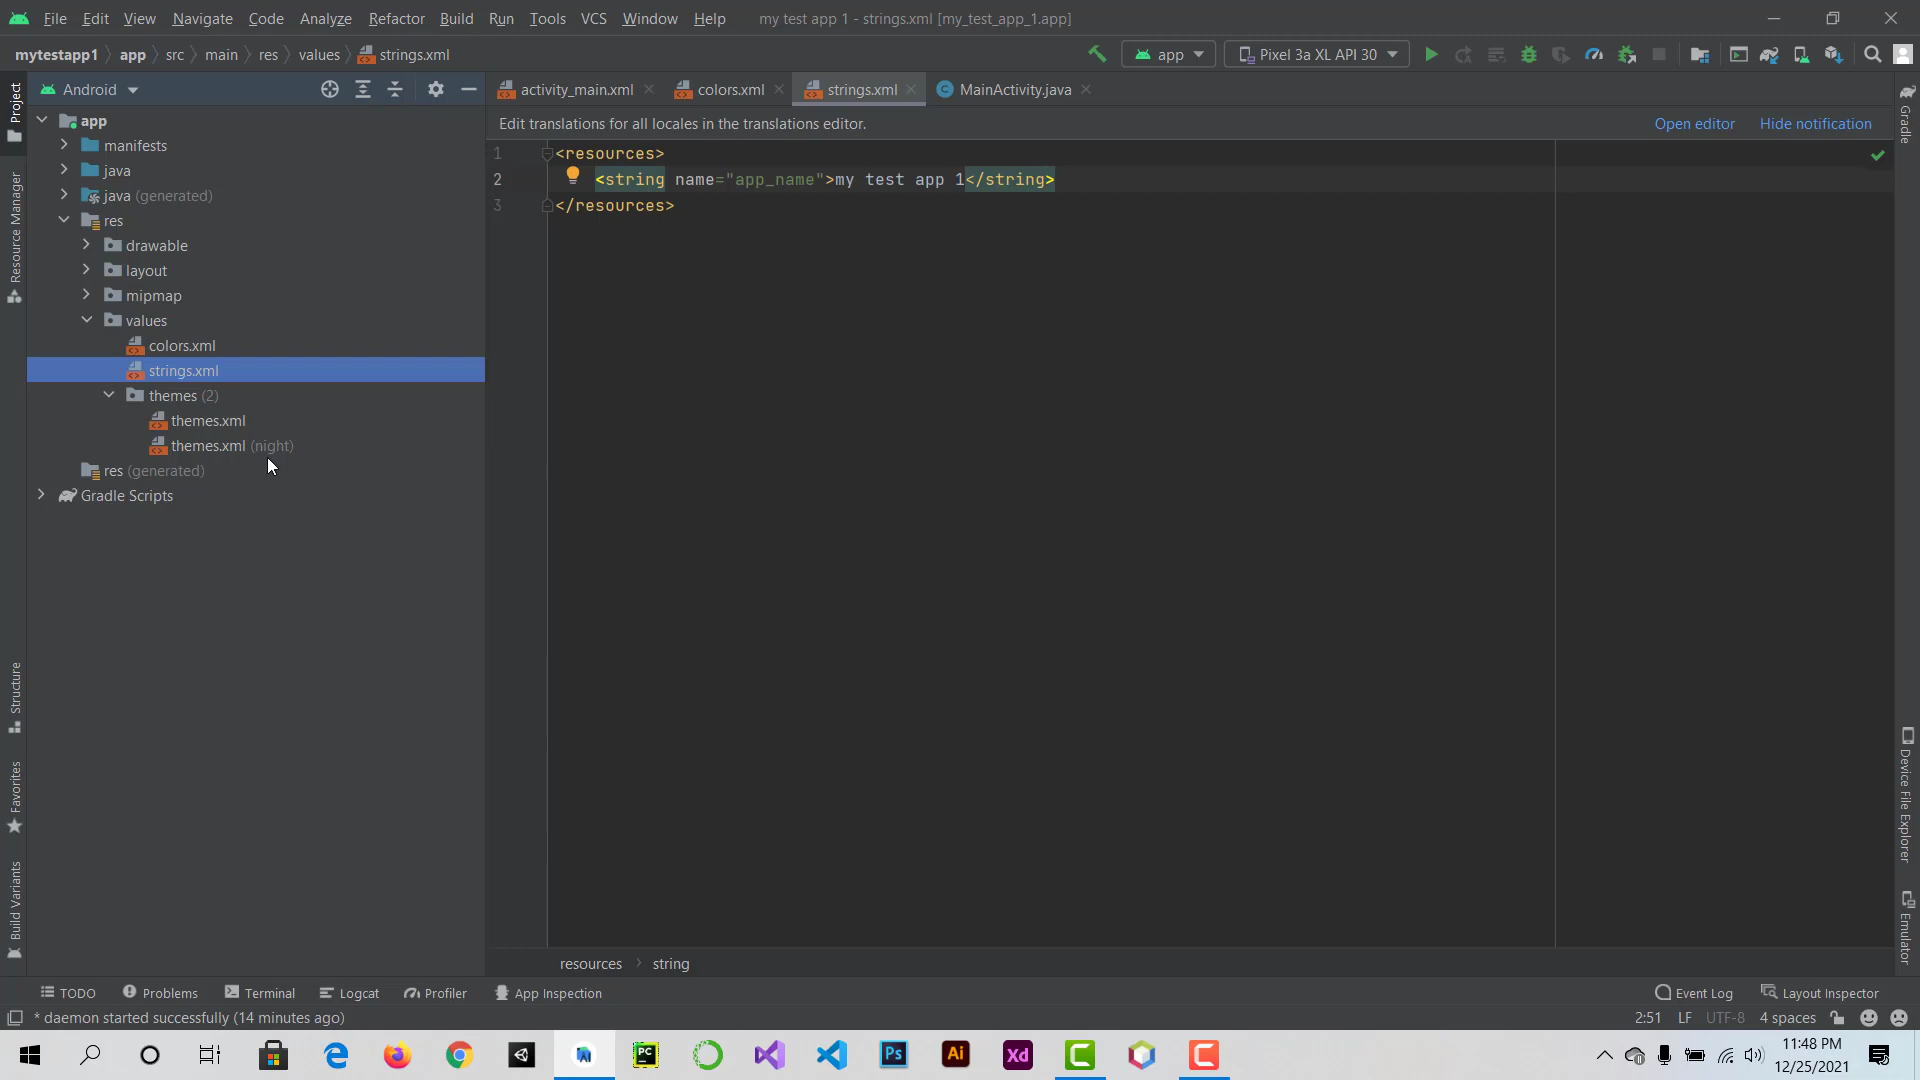 File Edit View Navigate Code Analyze Refactor Build Run Tools VCS Window Help my test app 1 - strings.xml [my_test_app_1.app]
mytestapp1 app src main res values strings.xml app Pixel 3a XL API 30
Android activity_main.xml colors.xml strings.xml MainActivity.java
Edit translations for all locales in the translations editor. Open editor Hide notification
app
manifests
java
java (generated)
res
drawable
layout
mipmap
values
colors.xml
strings.xml
themes (2)
themes.xml
themes.xml (night)
res (generated)
Gradle Scripts
1 <resources>
2 <string name="app_name">my test app 1</string>
3 </resources>
Project
Resource Manager
Structure
Favorites
Build Variants
Gradle
Device File Explorer
Emulator
resources string
TODO Problems Terminal Logcat Profiler App Inspection Event Log Layout Inspector
* daemon started successfully (14 minutes ago) 2:51 LF UTF-8 4 spaces
PC Ps Ai Xd
11:48 PM
12/25/2021